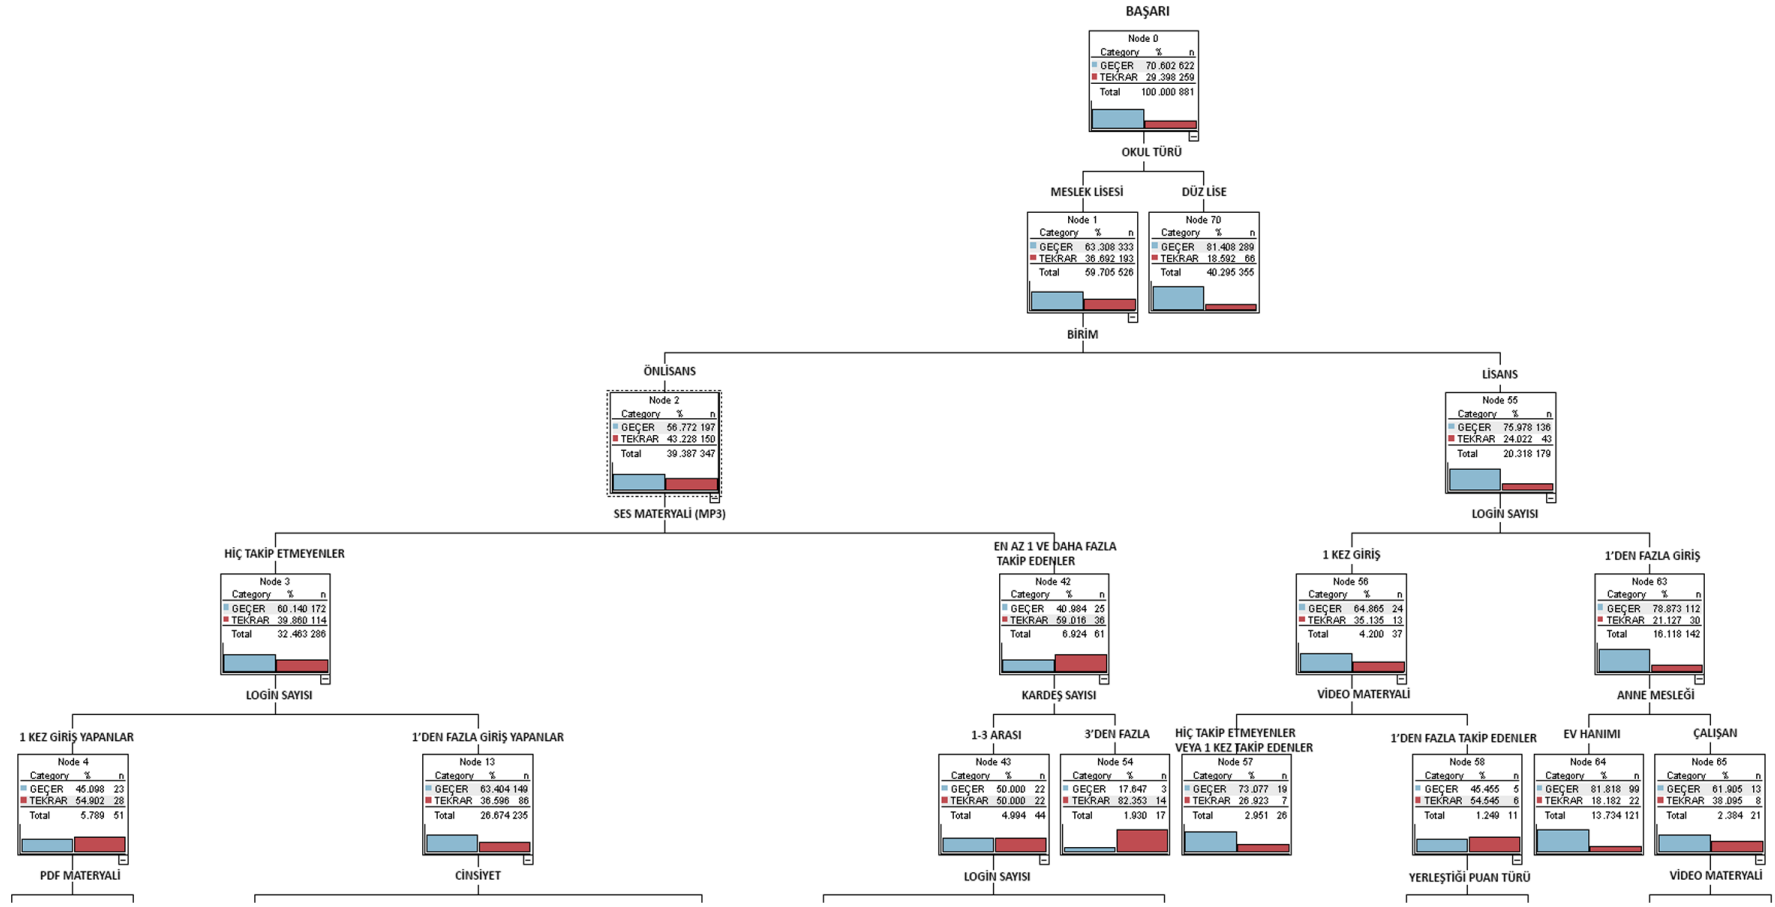 BAŞARI
Node 0
Category % n
GEÇER 70.602 622
TEKRAR 29.398 259
Total 100.000 881
OKUL TÜRÜ
MESLEK LİSESİ
Node 1
Category % n
GEÇER 63.308 333
TEKRAR 36.692 193
Total 59.705 526
DÜZ LİSE
Node 70
Category % n
GEÇER 81.408 289
TEKRAR 18.592 66
Total 40.295 355
BİRİM
ÖNLİSANS
Node 2
Category % n
GEÇER 56.772 197
TEKRAR 43.228 150
Total 39.387 347
LİSANS
Node 55
Category % n
GEÇER 75.978 136
TEKRAR 24.022 43
Total 20.318 179
SES MATERYALİ (MP3)
LOGİN SAYISI
HİÇ TAKİP ETMEYENLER
Node 3
Category % n
GEÇER 60.140 172
TEKRAR 39.860 114
Total 32.463 286
EN AZ 1 VE DAHA FAZLA
TAKİP EDENLER
Node 42
Category % n
GEÇER 40.984 25
TEKRAR 59.016 36
Total 6.924 61
1 KEZ GİRİŞ
Node 56
Category % n
GEÇER 64.865 24
TEKRAR 35.135 13
Total 4.200 37
1'DEN FAZLA GİRİŞ
Node 63
Category % n
GEÇER 78.873 112
TEKRAR 21.127 30
Total 16.118 142
LOGİN SAYISI
KARDEŞ SAYISI
VİDEO MATERYALİ
ANNE MESLEĞİ
1 KEZ GİRİŞ YAPANLAR
Node 4
Category % n
GEÇER 45.098 23
TEKRAR 54.902 28
Total 5.789 51
1'DEN FAZLA GİRİŞ YAPANLAR
Node 13
Category % n
GEÇER 63.404 149
TEKRAR 36.596 86
Total 26.674 235
1-3 ARASI
Node 43
Category % n
GEÇER 50.000 22
TEKRAR 50.000 22
Total 4.994 44
3'DEN FAZLA
Node 54
Category % n
GEÇER 17.647 3
TEKRAR 82.353 14
Total 1.930 17
HİÇ TAKİP ETMEYENLER
VEYA 1 KEZ TAKİP EDENLER
Node 57
Category % n
GEÇER 73.077 19
TEKRAR 26.923 7
Total 2.951 26
1'DEN FAZLA TAKİP EDENLER
Node 58
Category % n
GEÇER 45.455 5
TEKRAR 54.545 6
Total 1.249 11
EV HANIMI
Node 64
Category % n
GEÇER 81.818 99
TEKRAR 18.182 22
Total 13.734 121
ÇALIŞAN
Node 65
Category % n
GEÇER 61.905 13
TEKRAR 38.095 8
Total 2.384 21
PDF MATERYALİ
CİNSİYET
LOGİN SAYISI
YERLEŞTİĞİ PUAN TÜRÜ
VİDEO MATERYALİ